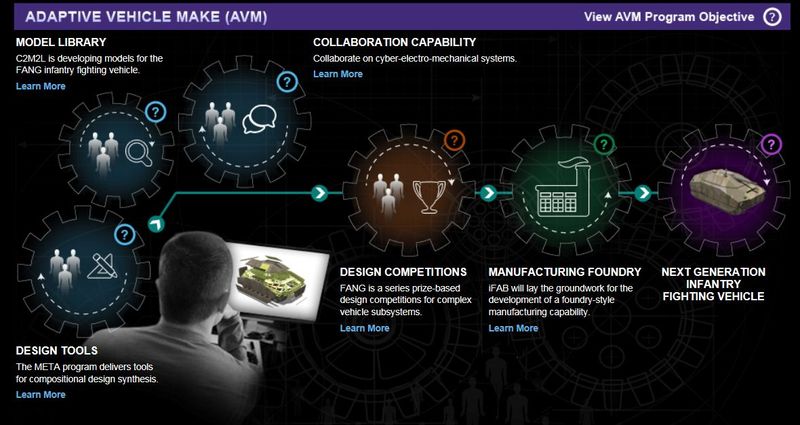 ADAPTIVE VEHICLE MAKE (AVM)
View AVM Program Objective ?
MODEL LIBRARY
C2M2L is developing models for the
FANG infantry fighting vehicle.
Learn More
COLLABORATION CAPABILITY
Collaborate on cyber-electro-mechanical systems.
Learn More
?
?
?
?
?
?
DESIGN TOOLS
The META program delivers tools
for compositional design synthesis.
Learn More
DESIGN COMPETITIONS
FANG is a series prize-based
design competitions for complex
vehicle subsystems.
Learn More
MANUFACTURING FOUNDRY
iFAB will lay the groundwork for the
development of a foundry-style
manufacturing capability.
Learn More
NEXT GENERATION
INFANTRY
FIGHTING VEHICLE